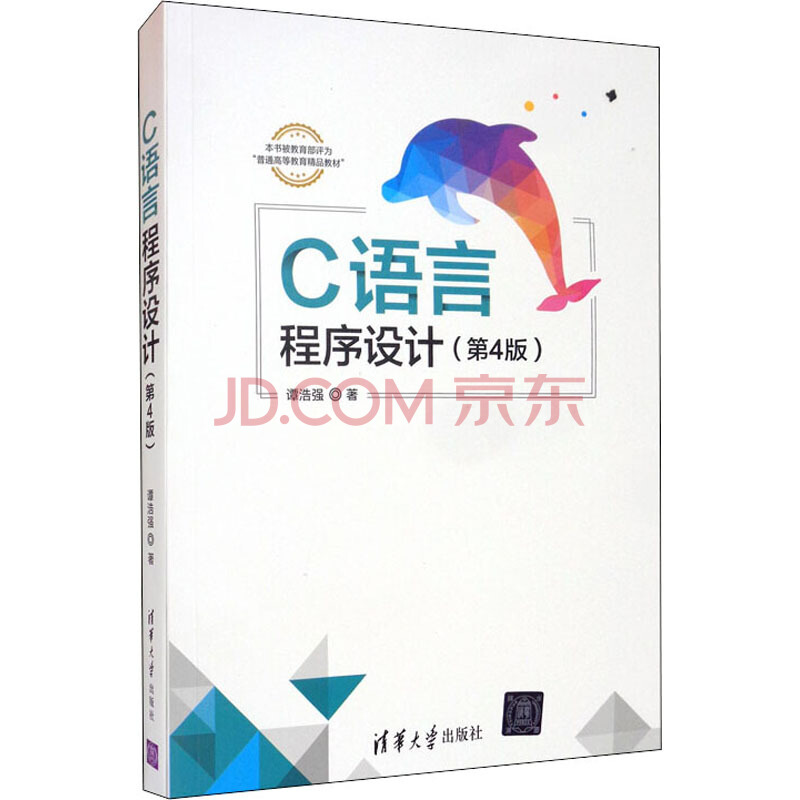 本书被教育部评为
“普通高等教育精品教材”
C语言
程序设计（第4版）
谭浩强◎著
JD.COM 京东
清华大学出版社
C语言程序设计（第4版）
谭浩强◎著
清华大学出版社